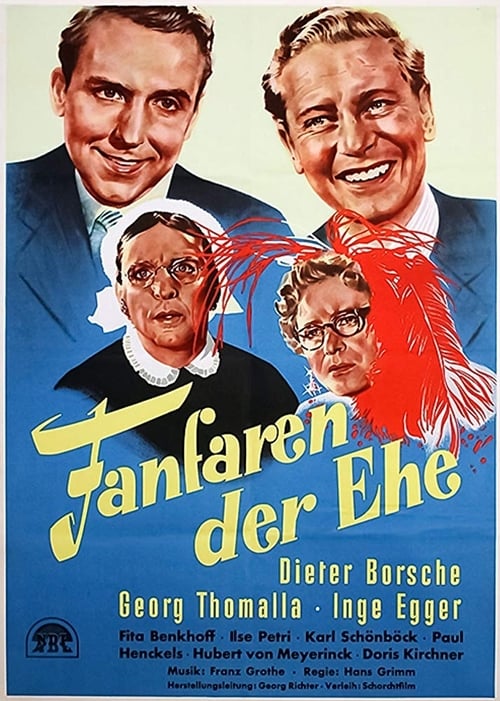 Fanfaren
der Ehe
Dieter Borsche
Georg Thomalla · Inge Egger
Fita Benkhoff · Ilse Petri · Karl Schönböck · Paul
Henckels · Hubert von Meyerinck · Doris Kirchner
Musik: Franz Grothe · Regie: Hans Grimm
Herstellungsleitung: Georg Richter · Verleih: Schorchtfilm
NDF